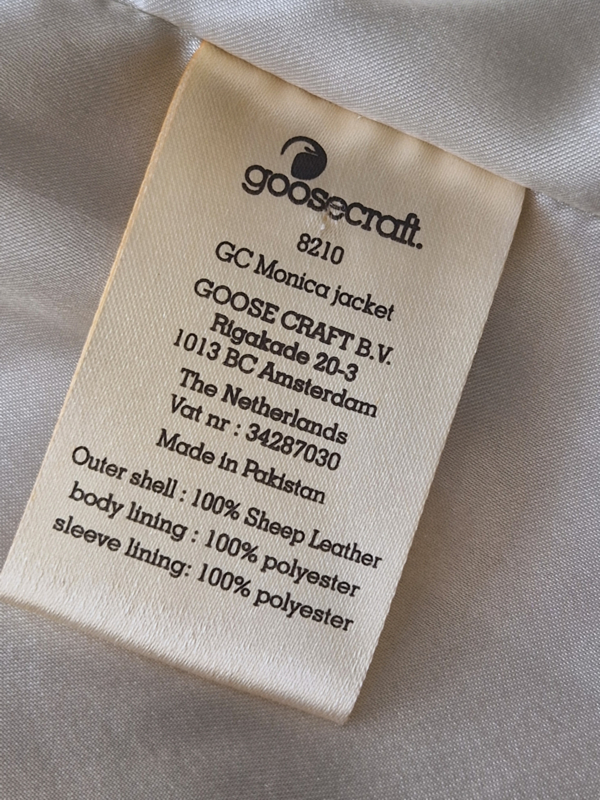 goosecraft.
8210
GC Monica jacket
GOOSE CRAFT B.V.
Rigakade 20-3
1013 BC Amsterdam
The Netherlands
Vat nr : 34287030
Made in Pakistan
Outer shell : 100% Sheep Leather
body lining : 100% polyester
sleeve lining: 100% polyester